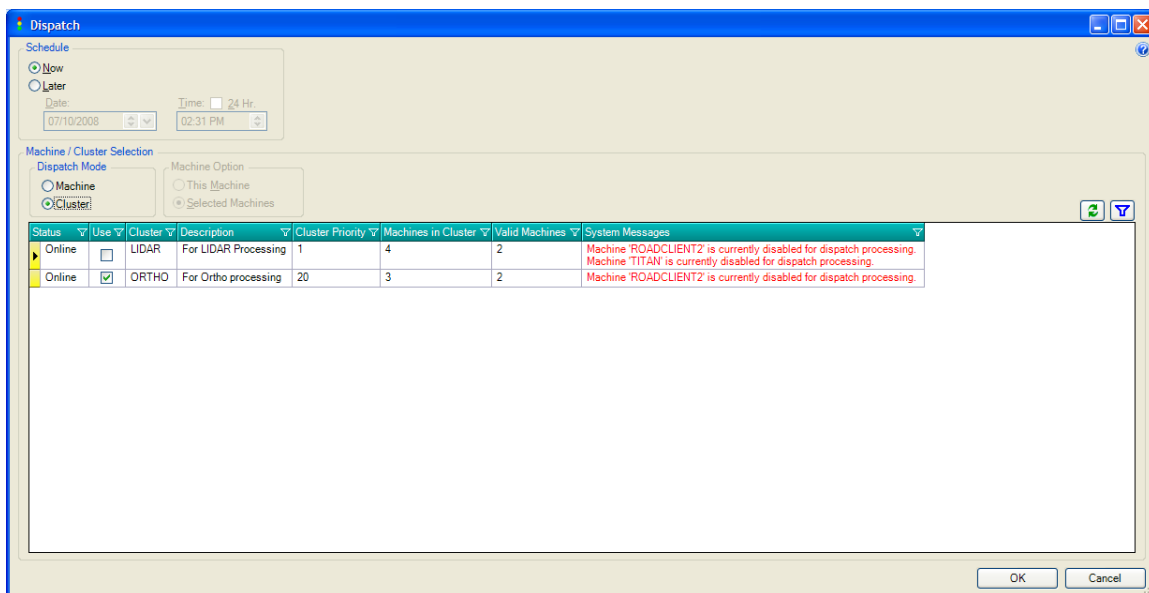 Dispatch
Schedule
Now
Later
Date:
Time: 24 Hr.
07/10/2008
02:31 PM
Machine / Cluster Selection
Dispatch Mode
Machine Option
Machine
This Machine
Cluster
Selected Machines
Status Use Cluster Description Cluster Priority Machines in Cluster Valid Machines System Messages
Online LIDAR For LIDAR Processing 1 4 2 Machine 'ROADCLIENT2' is currently disabled for dispatch processing.
Machine 'TITAN' is currently disabled for dispatch processing.
Online ORTHO For Ortho processing 20 3 2 Machine 'ROADCLIENT2' is currently disabled for dispatch processing.
OK Cancel